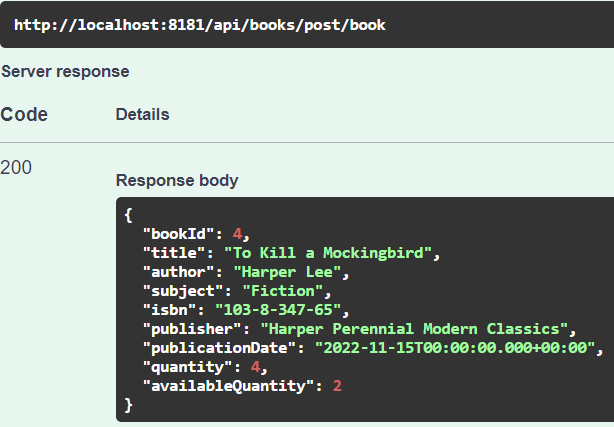 http://localhost:8181/api/books/post/book
Server response
Code Details
200
Response body
{
"bookId": 4,
"title": "To Kill a Mockingbird",
"author": "Harper Lee",
"subject": "Fiction",
"isbn": "103-8-347-65",
"publisher": "Harper Perennial Modern Classics",
"publicationDate": "2022-11-15T00:00:00.000+00:00",
"quantity": 4,
"availableQuantity": 2
}